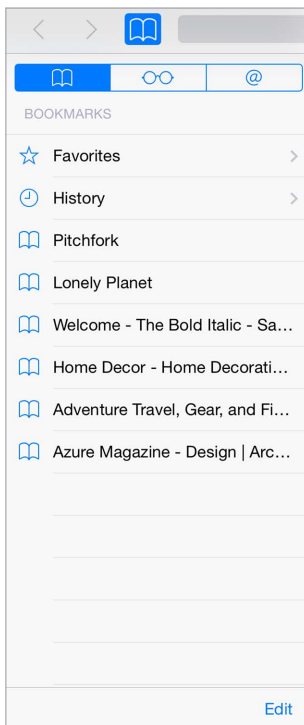 @
BOOKMARKS
Favorites
History
Pitchfork
Lonely Planet
Welcome - The Bold Italic - Sa...
Home Decor - Home Decorati...
Adventure Travel, Gear, and Fi...
Azure Magazine - Design | Arc...
Edit